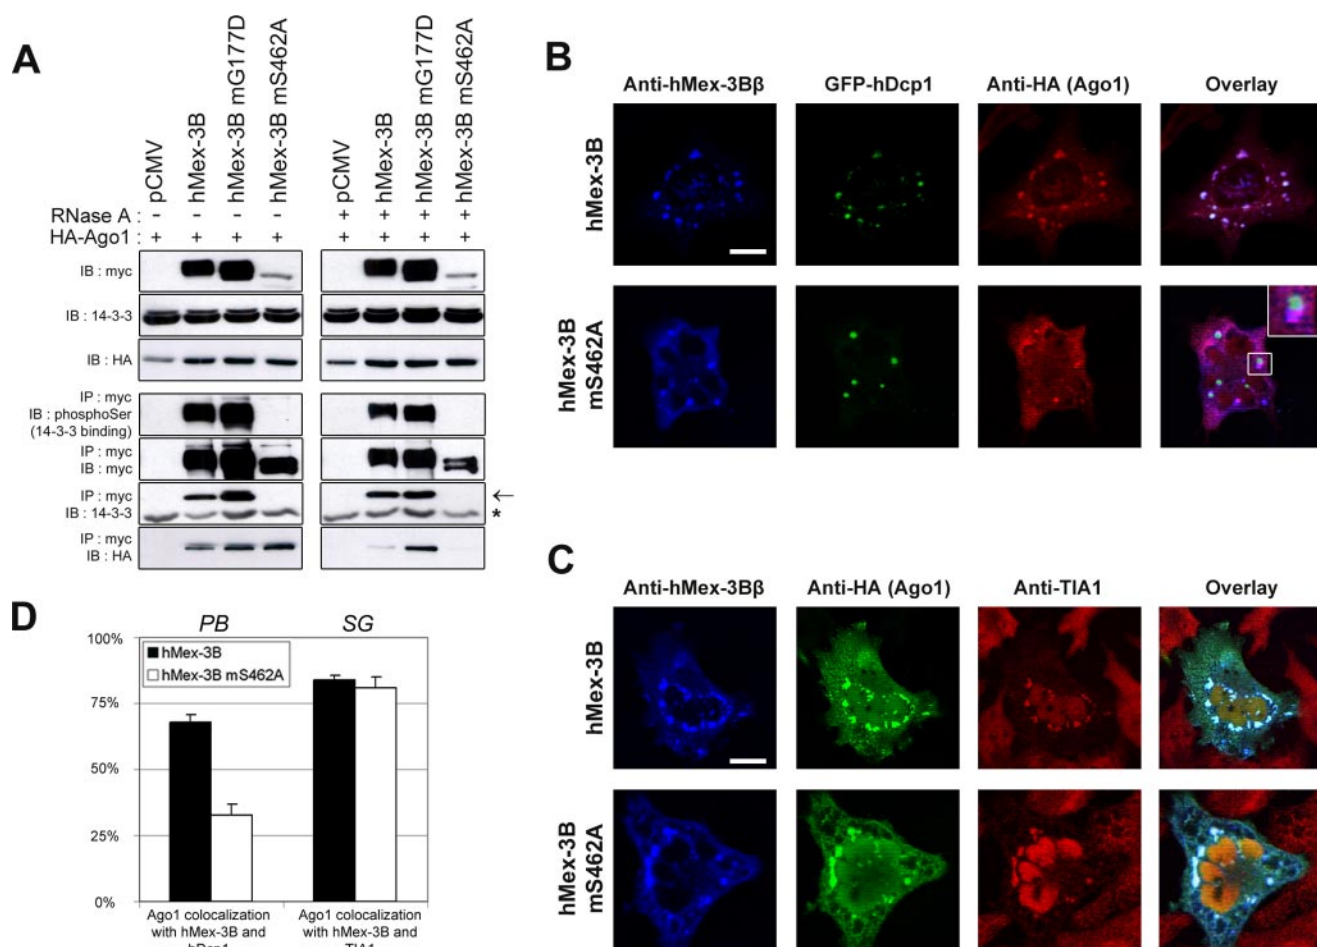 A
pCMV
hMex-3B
hMex-3B mG177D
hMex-3B mS462A
pCMV
hMex-3B
hMex-3B mG177D
hMex-3B mS462A
RNase A : - - - - + + + +
HA-Ago1 : + + + + + + + +
IB : myc
IB : 14-3-3
IB : HA
IP : myc
IB : phosphoSer
(14-3-3 binding)
IP : myc
IB : myc
IP : myc ←
IB : 14-3-3 *
IP : myc
IB : HA
B
Anti-hMex-3Bβ GFP-hDcp1 Anti-HA (Ago1) Overlay
hMex-3B
hMex-3B
mS462A
C
Anti-hMex-3Bβ Anti-HA (Ago1) Anti-TIA1 Overlay
hMex-3B
hMex-3B
mS462A
D
PB SG
100%
hMex-3B
hMex-3B mS462A
75%
50%
25%
0%
Ago1 colocalization
with hMex-3B and
hDcp1
Ago1 colocalization
with hMex-3B and
TIA1